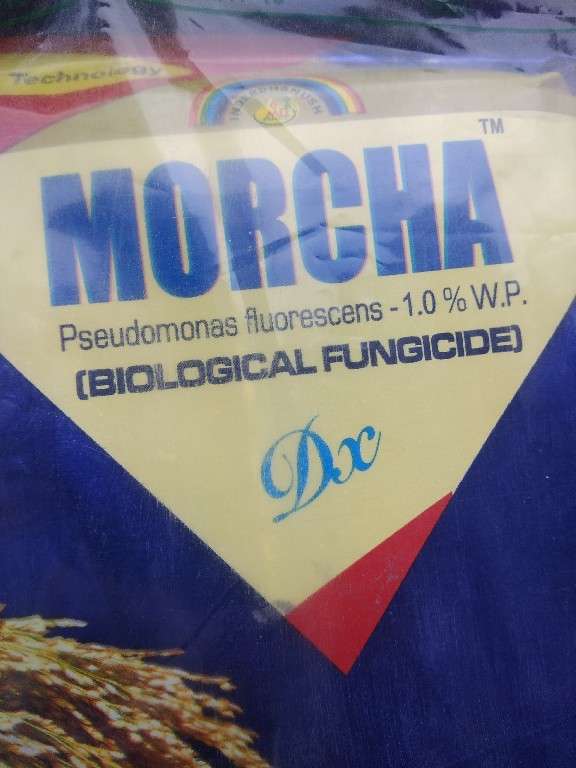 Technology
MORCHA
TM
Pseudomonas fluorescens - 1.0 % W.P.
(BIOLOGICAL FUNGICIDE)
Dx